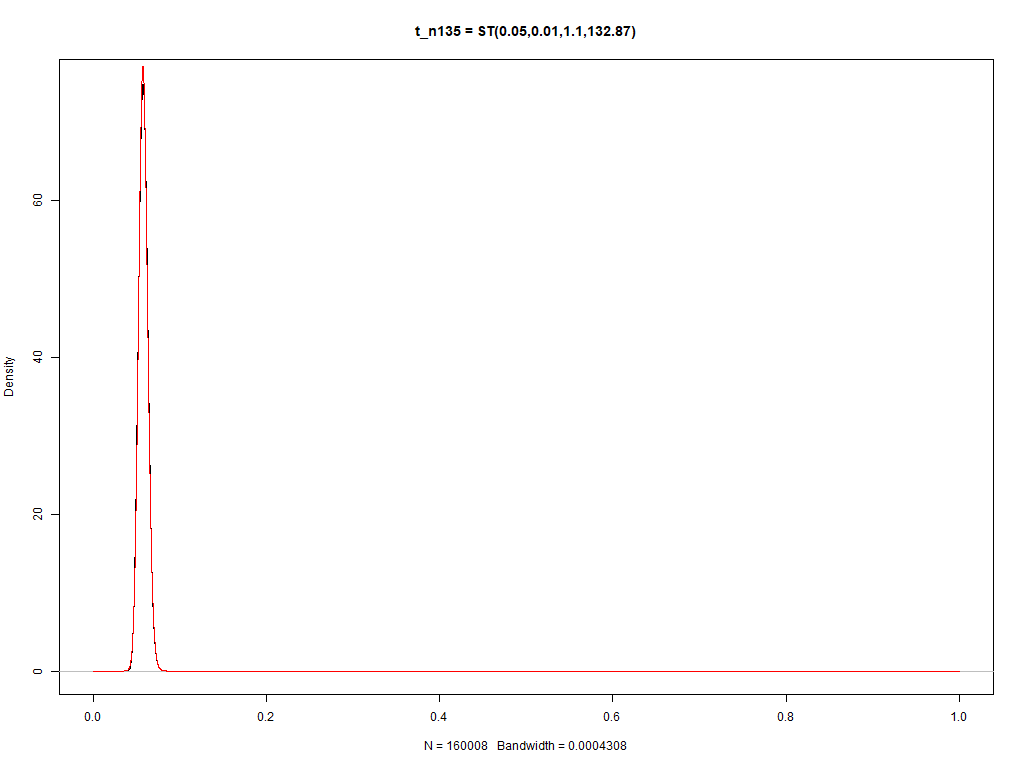 t_n135 = ST(0.05,0.01,1.1,132.87)
Density
60
40
20
0
0.0 0.2 0.4 0.6 0.8 1.0
N = 160008 Bandwidth = 0.0004308